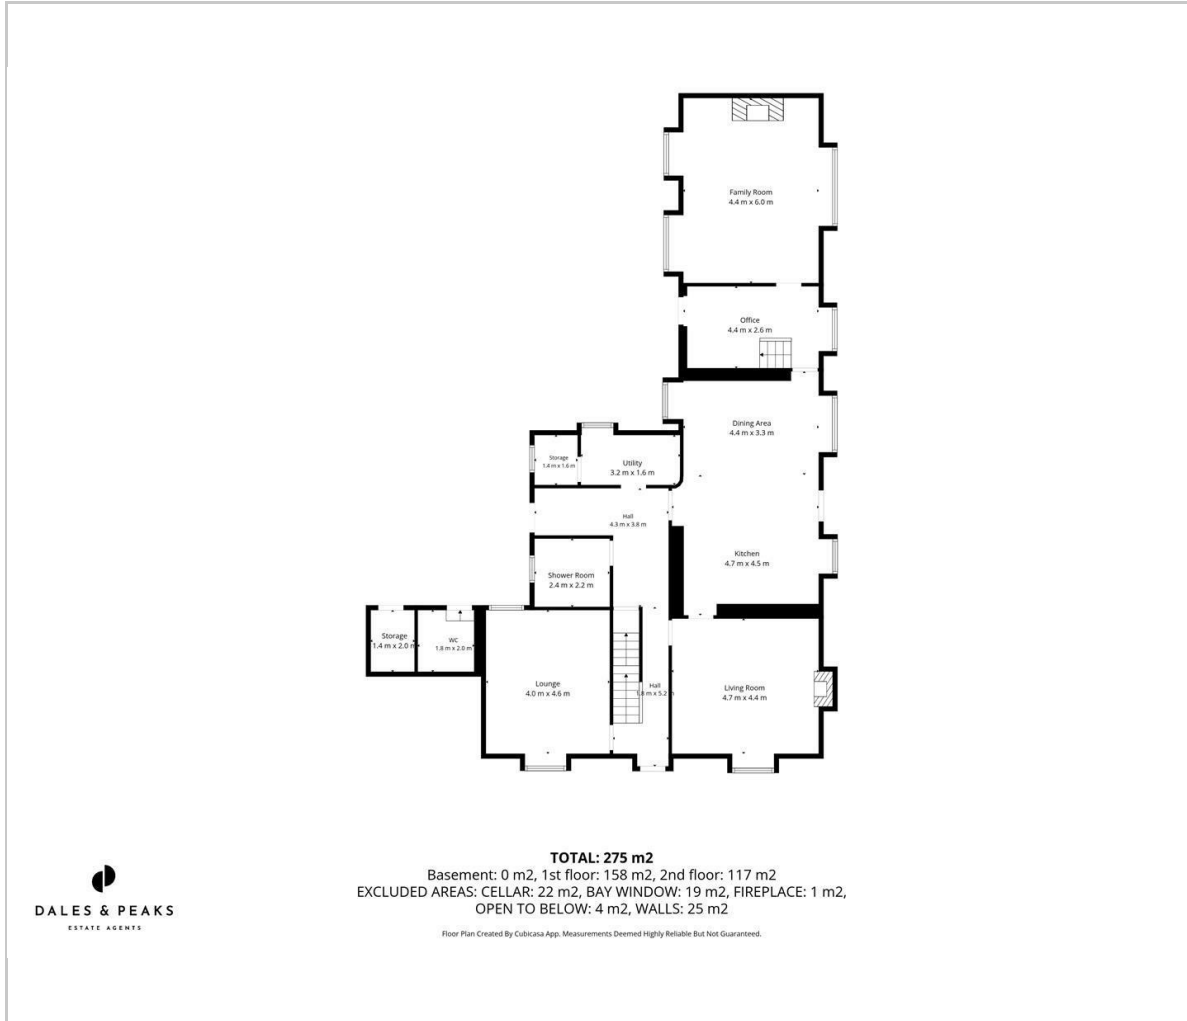 Family Room
4.4 m x 6.0 m
Office
4.4 m x 2.6 m
Dining Area
4.4 m x 3.3 m
Storage
1.4 m x 1.6 m
Utility
3.2 m x 1.6 m
Hall
4.3 m x 3.8 m
Kitchen
4.7 m x 4.5 m
Shower Room
2.4 m x 2.2 m
Storage
1.4 m x 2.0 m
WC
1.8 m x 2.0 m
Lounge
4.0 m x 4.6 m
Hall
1.8 m x 5.2
Living Room
4.7 m x 4.4 m
TOTAL: 275 m2
Basement: 0 m2, 1st floor: 158 m2, 2nd floor: 117 m2
EXCLUDED AREAS: CELLAR: 22 m2, BAY WINDOW: 19 m2, FIREPLACE: 1 m2,
OPEN TO BELOW: 4 m2, WALLS: 25 m2
Floor Plan Created By Cubicasa App. Measurements Deemed Highly Reliable But Not Guaranteed.
DALES & PEAKS
ESTATE AGENTS